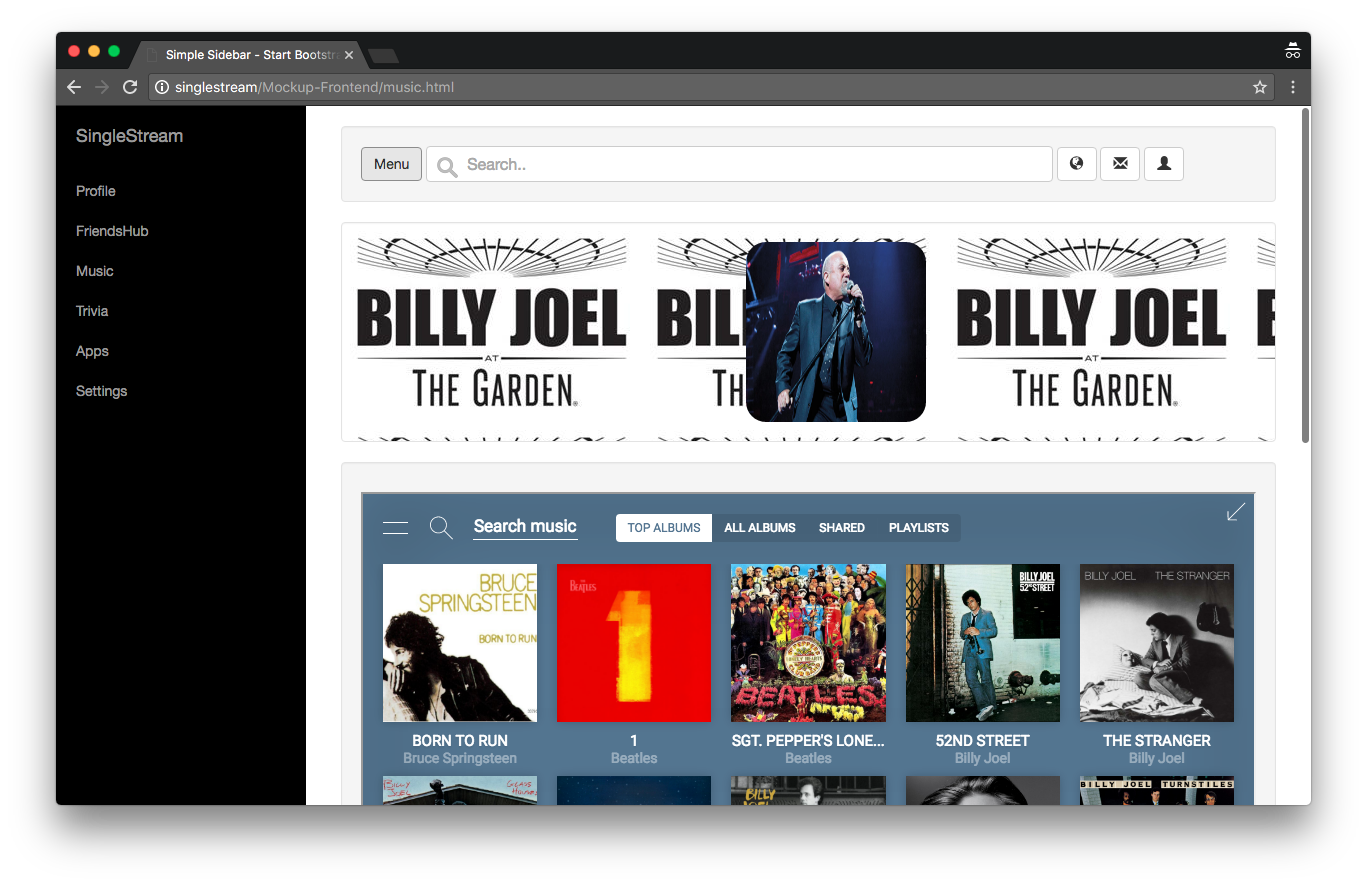 Simple Sidebar - Start Bootstra
singlestream/Mockup-Frontend/music.html
SingleStream
Profile
FriendsHub
Music
Trivia
Apps
Settings
Menu
Search..
BILLY JOEL
AT
THE GARDEN
BIL
TH
BILLY JOEL
AT
THE GARDEN
Search music
TOP ALBUMS
ALL ALBUMS
SHARED
PLAYLISTS
BRUCE
SPRINGSTEEN
BORN TO RUN
BORN TO RUN
Bruce Springsteen
THE BEATLES
1
1
Beatles
BEATLES
SGT. PEPPER'S LONE...
Beatles
BILLY JOEL
52ND STREET
52ND STREET
Billy Joel
BILLY JOEL THE STRANGER
THE STRANGER
Billy Joel
BILLY
JOEL
GLASS
HOUSES
BILLY
JOEL
BILLY JOEL TURNSTILES